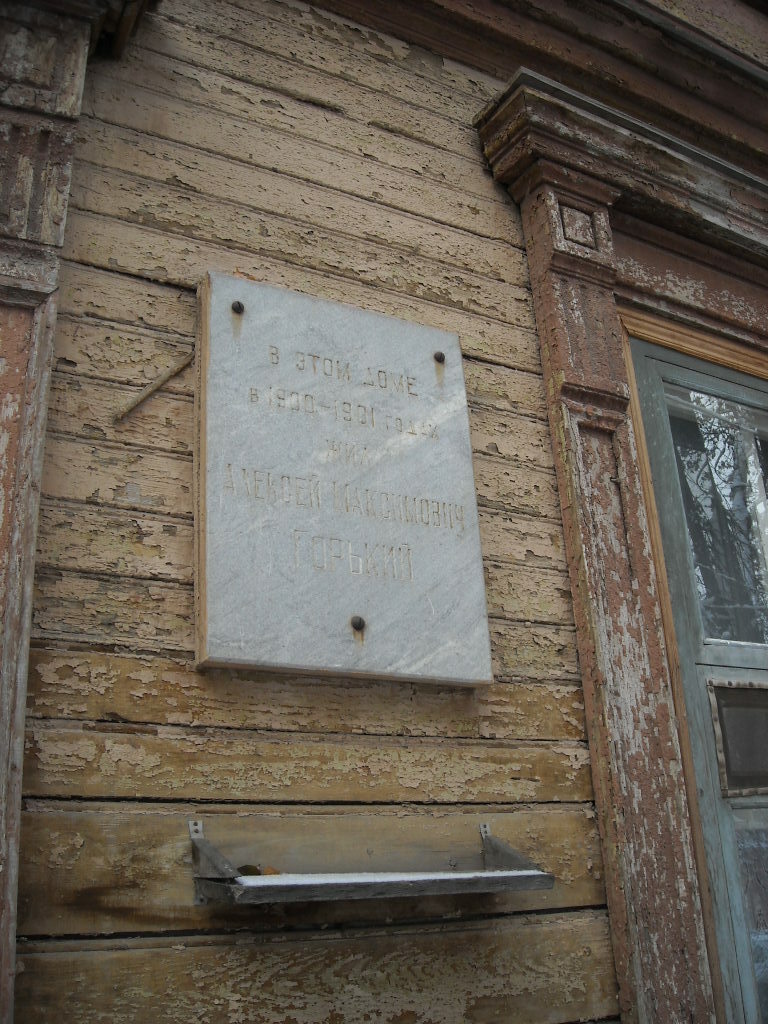 В ЭТОМ ДОМЕ
В 1900-1901 ГОДАХ
ЖИЛ
АЛЕКСЕЙ МАКСИМОВИЧ
ГОРЬКИЙ